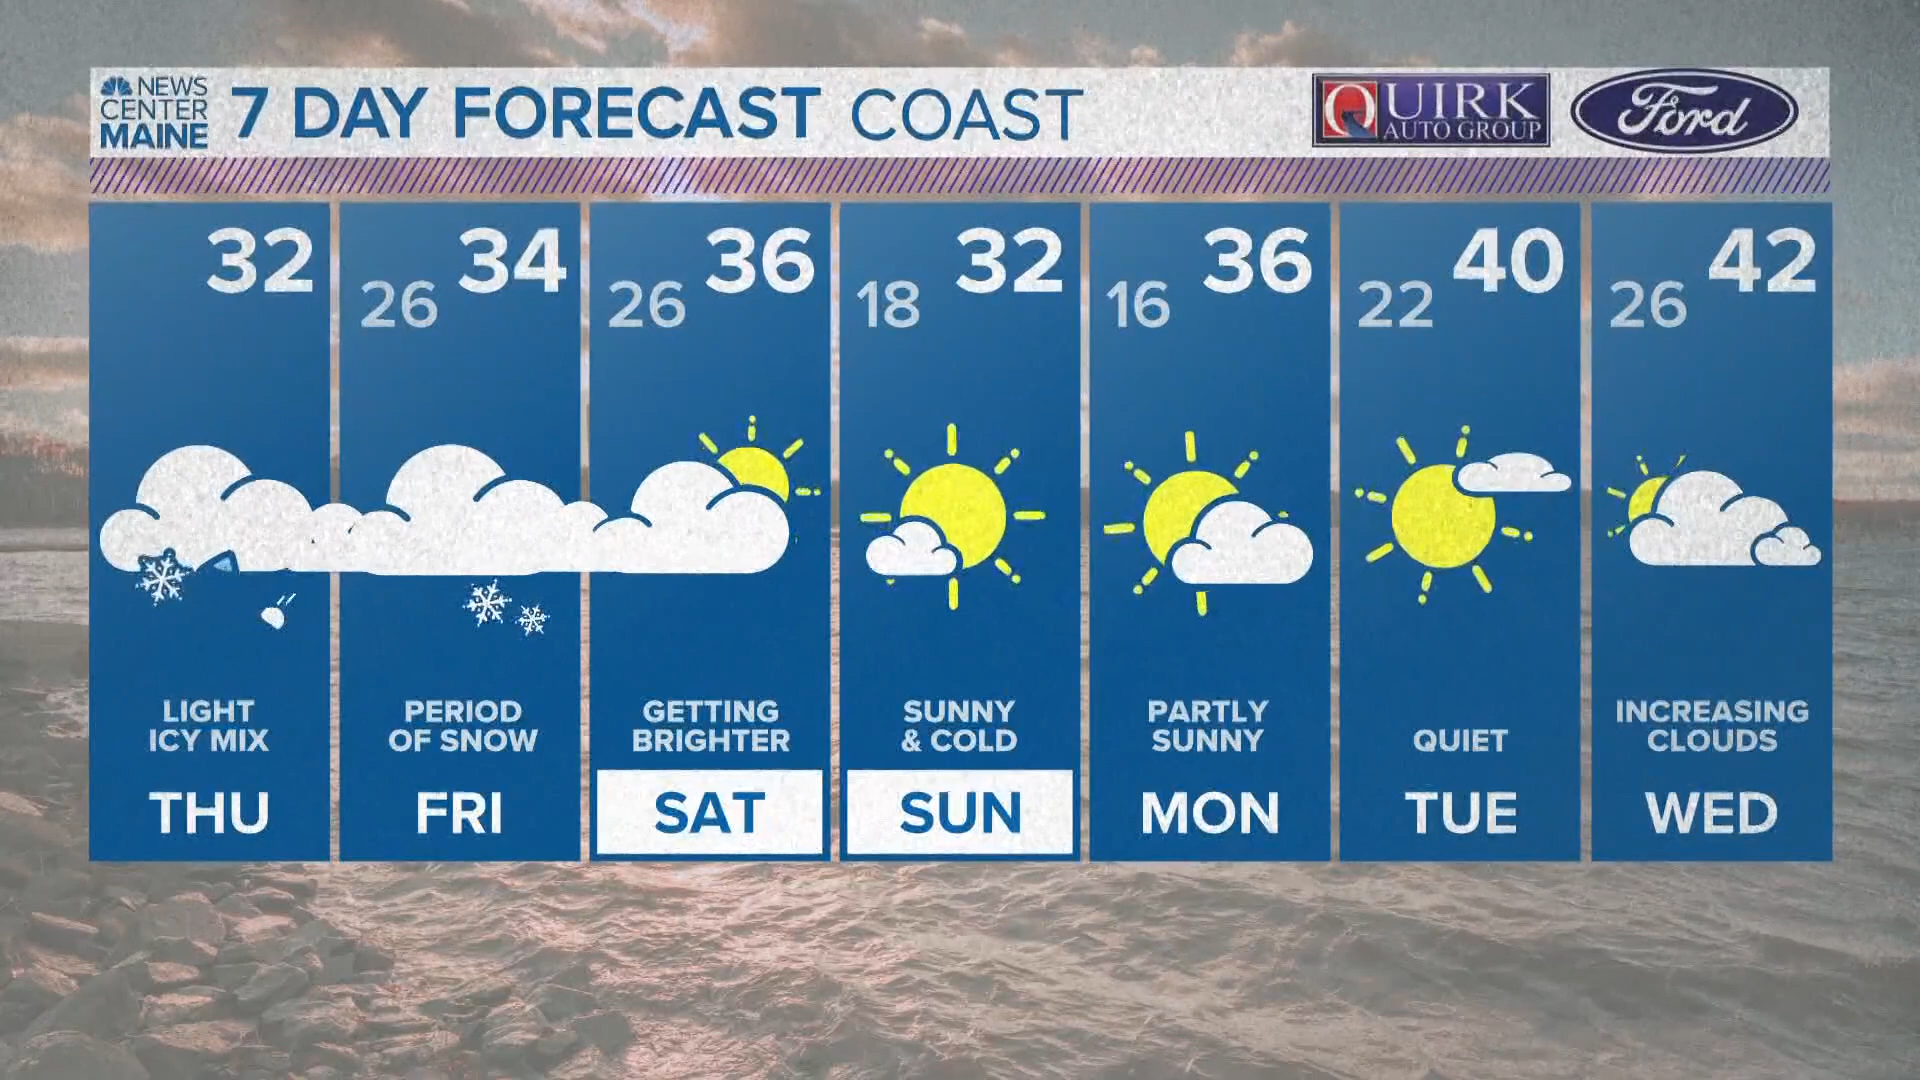 NEWS
CENTER
MAINE
7 DAY FORECAST COAST
QUIRK
AUTO GROUP
Ford
32
26 34
26 36
18 32
16 36
22 40
26 42
LIGHT
ICY MIX
PERIOD
OF SNOW
GETTING
BRIGHTER
SUNNY
& COLD
PARTLY
SUNNY
QUIET
INCREASING
CLOUDS
THU
FRI
SAT
SUN
MON
TUE
WED